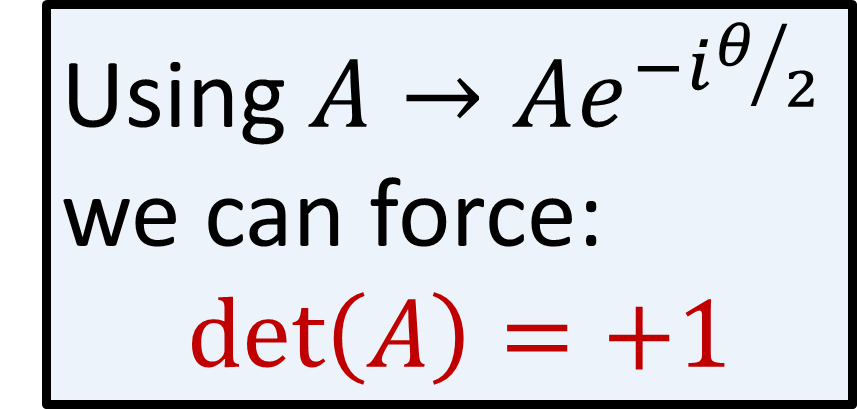 Using A → Ae^−iθ/2
we can force:
det(A) = +1